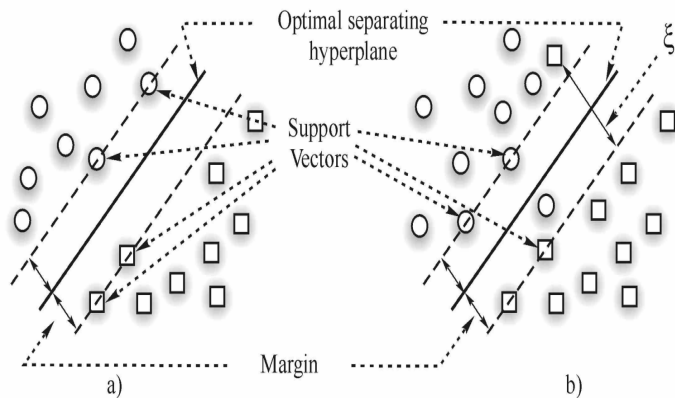 Optimal separating
hyperplane
ξ
Support
Vectors
Margin
a)
b)